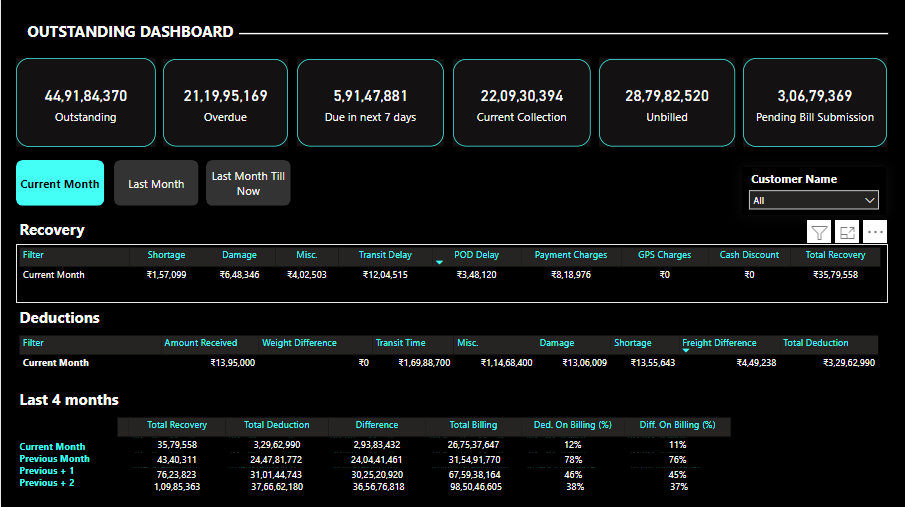 OUTSTANDING DASHBOARD
44,91,84,370 21,19,95,169 5,91,47,881 22,09,30,394 28,79,82,520 3,06,79,369
Outstanding Overdue Due in next 7 days Current Collection Unbilled Pending Bill Submission
Current Month Last Month Last Month Till Now
Customer Name
All
Recovery
Filter Shortage Damage Misc. Transit Delay POD Delay Payment Charges GPS Charges Cash Discount Total Recovery
Current Month ₹1,57,099 ₹6,48,346 ₹4,02,503 ₹12,04,515 ₹3,48,120 ₹8,18,976 ₹0 ₹0 ₹35,79,558
Deductions
Filter Amount Received Weight Difference Transit Time Misc. Damage Shortage Freight Difference Total Deduction
Current Month ₹13,95,000 ₹0 ₹1,69,88,700 ₹1,14,68,400 ₹13,06,009 ₹13,55,643 ₹4,49,238 ₹3,29,62,990
Last 4 months
Total Recovery Total Deduction Difference Total Billing Ded. On Billing (%) Diff. On Billing (%)
Current Month 35,79,558 3,29,62,990 2,93,83,432 26,75,37,647 12% 11%
Previous Month 43,40,311 24,47,81,772 24,04,41,461 31,54,91,770 78% 76%
Previous + 1 76,23,823 31,01,44,743 30,25,20,920 67,59,38,164 46% 45%
Previous + 2 1,09,85,363 37,66,62,180 36,56,76,818 98,50,46,605 38% 37%